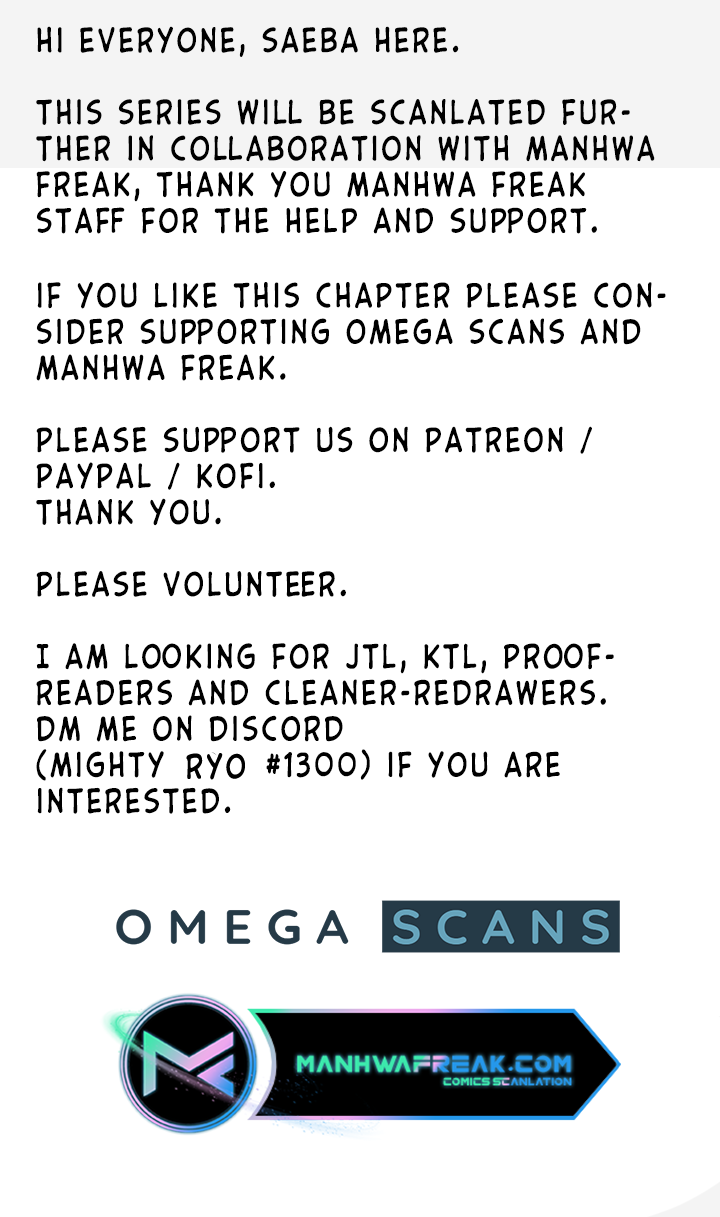 HI EVERYONE, SAEBA HERE.
THIS SERIES WILL BE SCANLATED FUR-
THER IN COLLABORATION WITH MANHWA
FREAK, THANK YOU MANHWA FREAK
STAFF FOR THE HELP AND SUPPORT.
IF YOU LIKE THIS CHAPTER PLEASE CON-
SIDER SUPPORTING OMEGA SCANS AND
MANHWA FREAK.
PLEASE SUPPORT US ON PATREON /
PAYPAL / KOFI.
THANK YOU.
PLEASE VOLUNTEER.
I AM LOOKING FOR JTL, KTL, PROOF-
READERS AND CLEANER-REDRAWERS.
DM ME ON DISCORD
(MIGHTY RYO #1300) IF YOU ARE
INTERESTED.
OMEGA SCANS
MANHWAFREAK.COM
COMICS SCANLATION